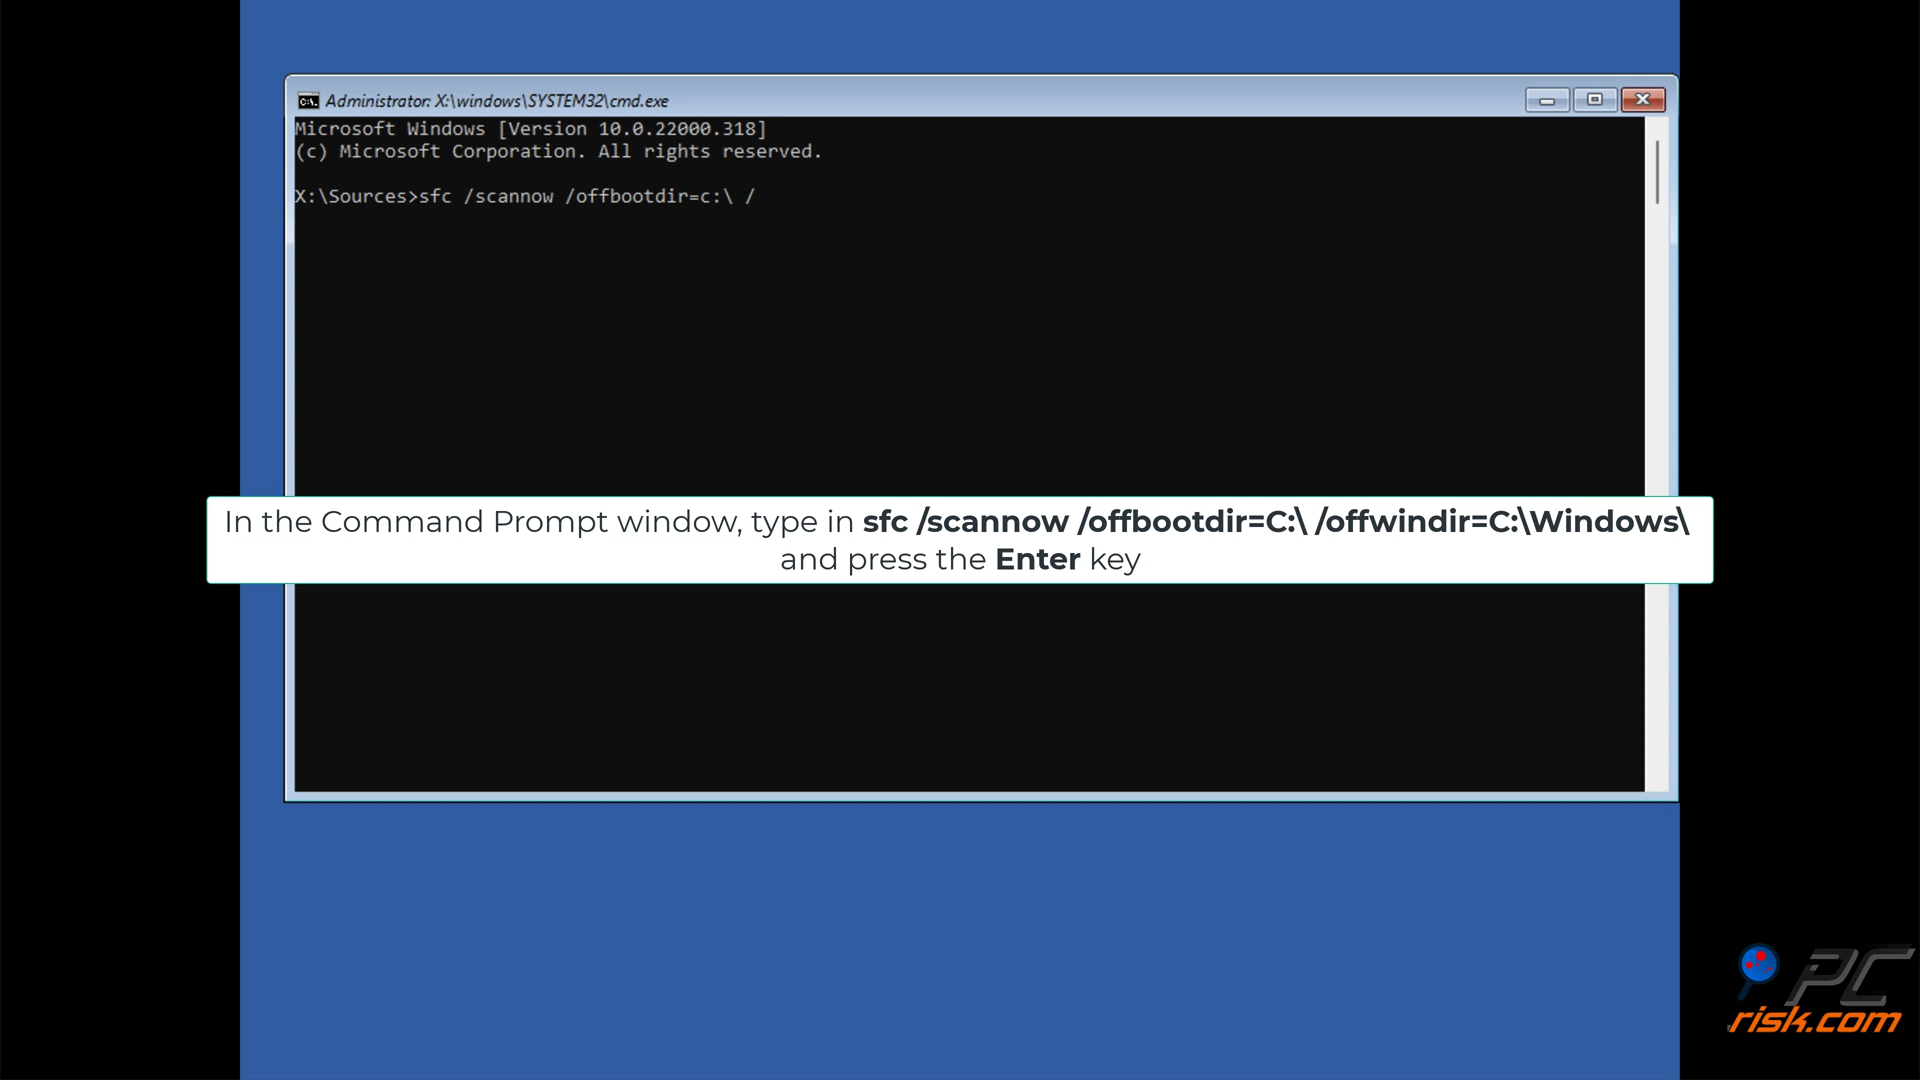 Administrator: X:\windows\SYSTEM32\cmd.exe
Microsoft Windows [Version 10.0.22000.318]
(c) Microsoft Corporation. All rights reserved.
X:\Sources>sfc /scannow /offbootdir=c:\ /
In the Command Prompt window, type in sfc /scannow /offbootdir=C:\ /offwindir=C:\Windows\
and press the Enter key
PC
risk.com